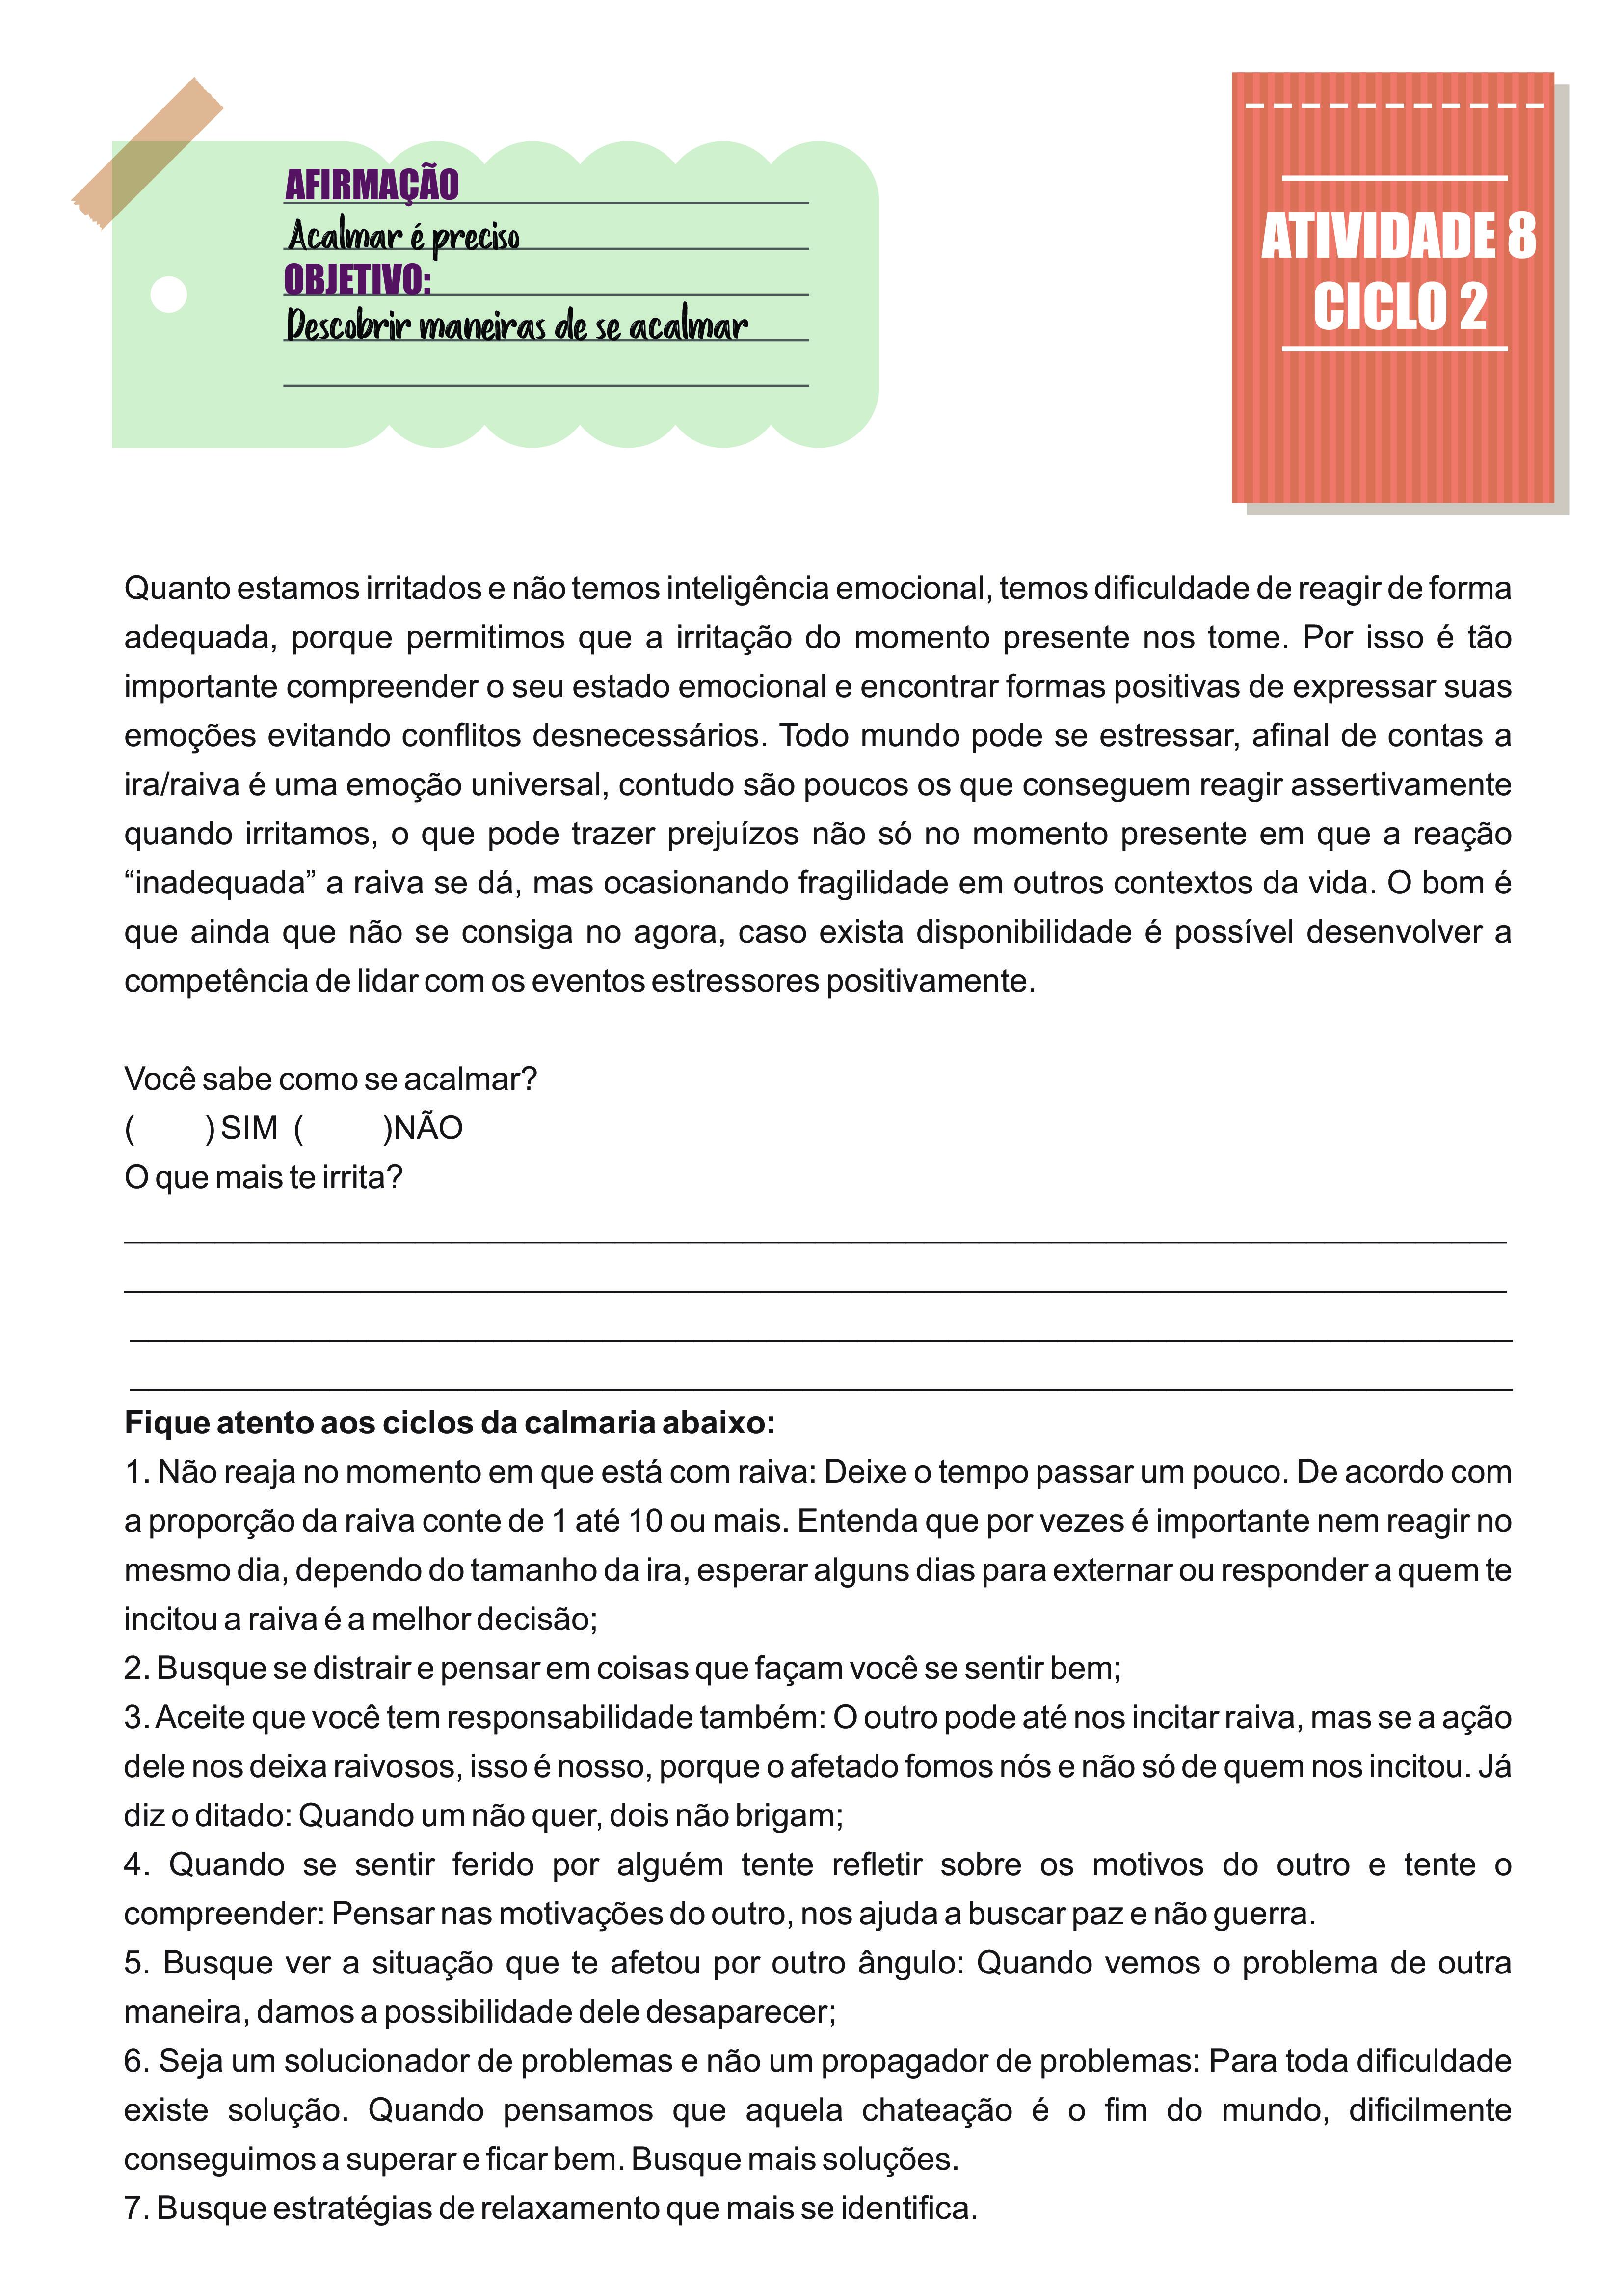 AFIRMAÇÃO
Acalmar é preciso
OBJETIVO:
Descobrir maneiras de se acalmar
ATIVIDADE 8
CICLO 2
Quanto estamos irritados e não temos inteligência emocional, temos dificuldade de reagir de forma
adequada, porque permitimos que a irritação do momento presente nos tome. Por isso é tão
importante compreender o seu estado emocional e encontrar formas positivas de expressar suas
emoções evitando conflitos desnecessários. Todo mundo pode se estressar, afinal de contas a
ira/raiva é uma emoção universal, contudo são poucos os que conseguem reagir assertivamente
quando irritamos, o que pode trazer prejuízos não só no momento presente em que a reação
“inadequada” a raiva se dá, mas ocasionando fragilidade em outros contextos da vida. O bom é
que ainda que não se consiga no agora, caso exista disponibilidade é possível desenvolver a
competência de lidar com os eventos estressores positivamente.
Você sabe como se acalmar?
(       ) SIM  (       )NÃO
O que mais te irrita?
Fique atento aos ciclos da calmaria abaixo:
1. Não reaja no momento em que está com raiva: Deixe o tempo passar um pouco. De acordo com
a proporção da raiva conte de 1 até 10 ou mais. Entenda que por vezes é importante nem reagir no
mesmo dia, dependo do tamanho da ira, esperar alguns dias para externar ou responder a quem te
incitou a raiva é a melhor decisão;
2. Busque se distrair e pensar em coisas que façam você se sentir bem;
3. Aceite que você tem responsabilidade também: O outro pode até nos incitar raiva, mas se a ação
dele nos deixa raivosos, isso é nosso, porque o afetado fomos nós e não só de quem nos incitou. Já
diz o ditado: Quando um não quer, dois não brigam;
4. Quando se sentir ferido por alguém tente refletir sobre os motivos do outro e tente o
compreender: Pensar nas motivações do outro, nos ajuda a buscar paz e não guerra.
5. Busque ver a situação que te afetou por outro ângulo: Quando vemos o problema de outra
maneira, damos a possibilidade dele desaparecer;
6. Seja um solucionador de problemas e não um propagador de problemas: Para toda dificuldade
existe solução. Quando pensamos que aquela chateação é o fim do mundo, dificilmente
conseguimos a superar e ficar bem. Busque mais soluções.
7. Busque estratégias de relaxamento que mais se identifica.